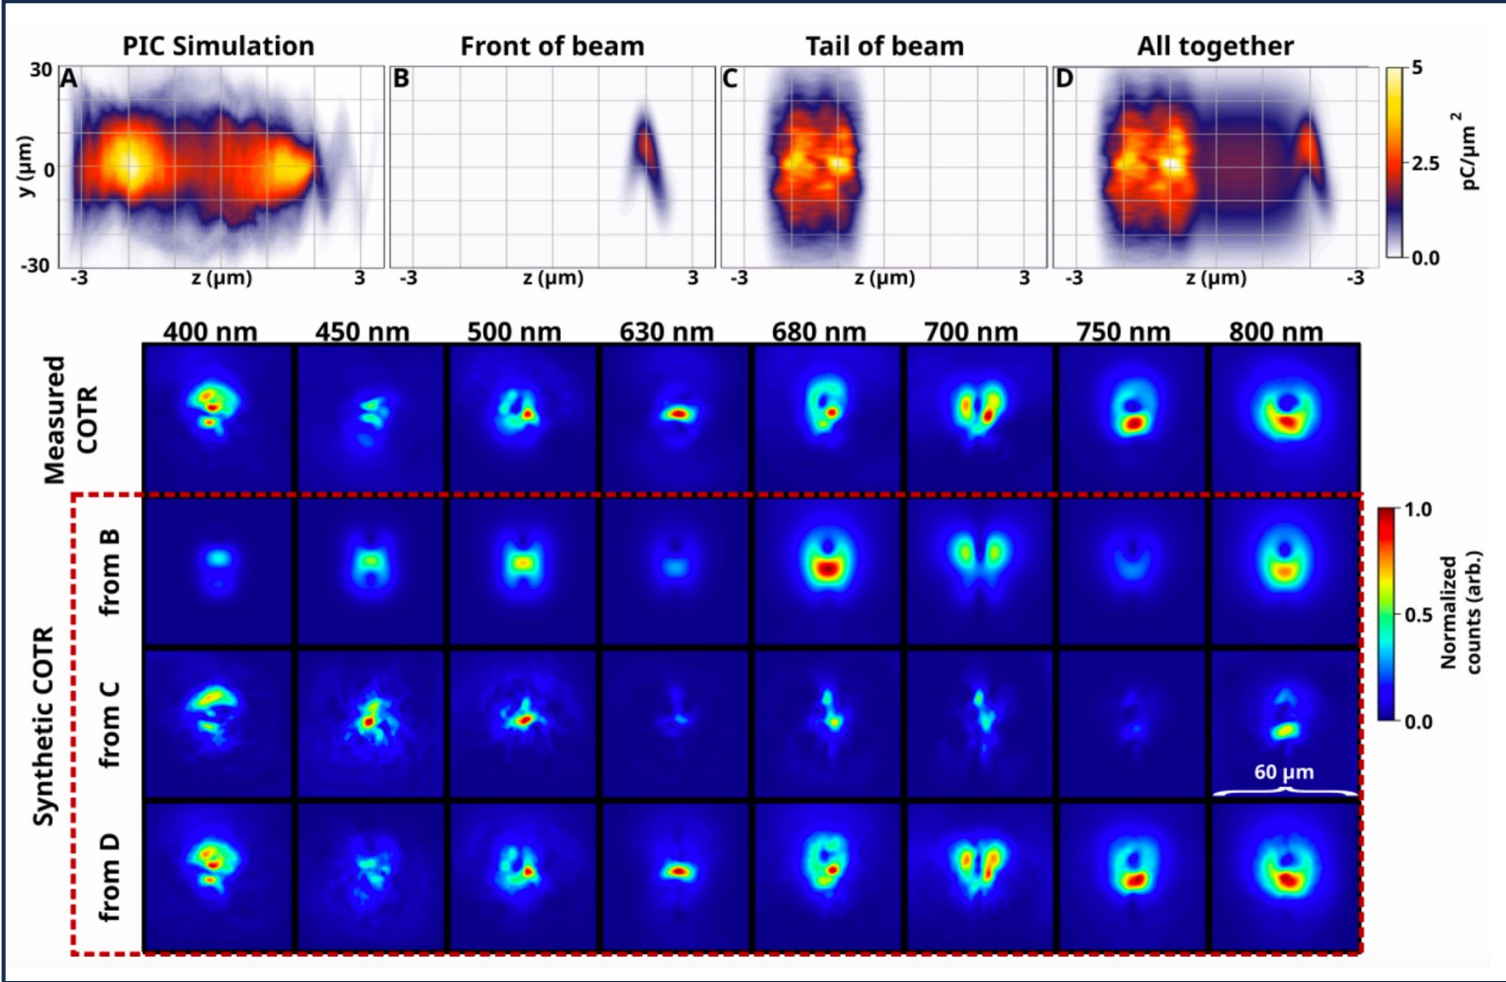 PIC Simulation
Front of beam
Tail of beam
All together
A
B
C
D
30
0
-30
y (μm)
-3
z (μm)
3
-3
z (μm)
3
-3
z (μm)
3
-3
z (μm)
-3
5
2.5
0.0
pC/μm²
400 nm
450 nm
500 nm
630 nm
680 nm
700 nm
750 nm
800 nm
Measured
COTR
Synthetic COTR
from B
from C
from D
60 μm
1.0
0.5
0.0
Normalized
counts (arb.)